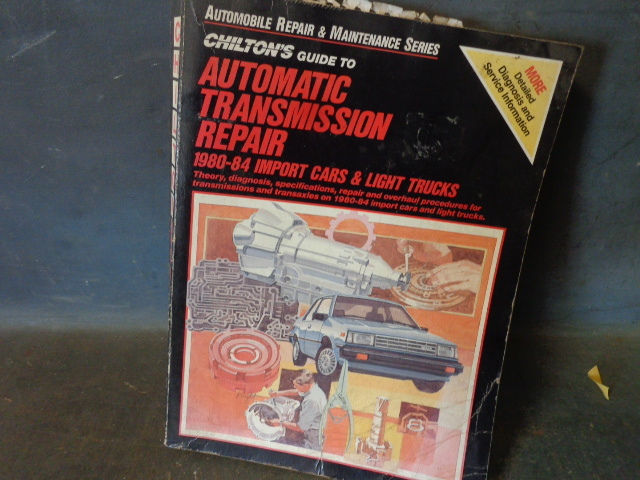 AUTOMOBILE REPAIR & MAINTENANCE SERIES
CHILTON'S GUIDE TO
AUTOMATIC
TRANSMISSION
REPAIR
1980-84 IMPORT CARS & LIGHT TRUCKS
Theory, diagnosis, specifications, repair and overhaul procedures for
transmissions and transaxles on 1980-84 import cars and light trucks.
MORE
Detailed
Diagnosis and
Service Information